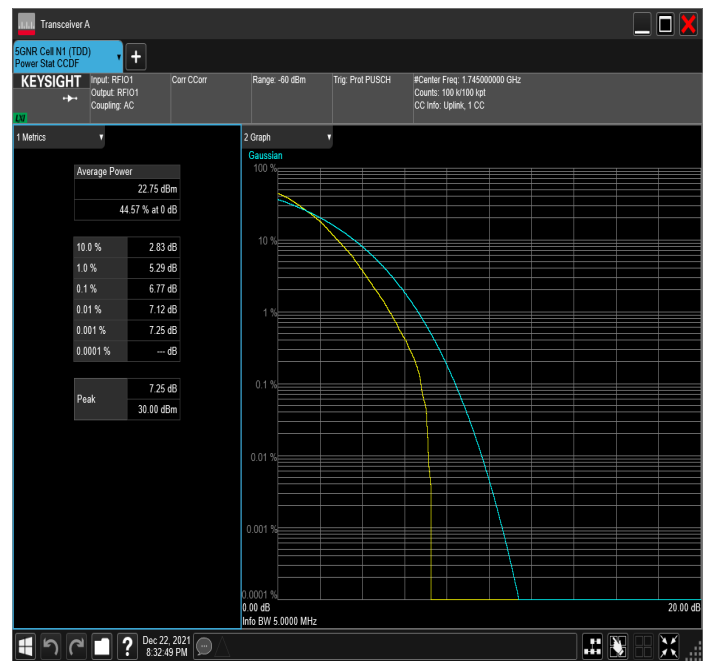 Transceiver A
5GNR Cell N1 (TDD)
Power Stat CCDF
KEYSIGHT
LXI
Input: RFIO1
Output: RFIO1
Coupling: AC
Corr CCorr
Range: -60 dBm
Trig: Prot PUSCH
#Center Freq: 1.745000000 GHz
Counts: 100 k/100 kpt
CC Info: Uplink, 1 CC
1 Metrics
Average Power
22.75 dBm
44.57 % at 0 dB
10.0 % 2.83 dB
1.0 % 5.29 dB
0.1 % 6.77 dB
0.01 % 7.12 dB
0.001 % 7.25 dB
0.0001 % --- dB
Peak 7.25 dB
30.00 dBm
2 Graph
Gaussian
100 %
10 %
1 %
0.1 %
0.01 %
0.001 %
0.0001 %
0.00 dB 20.00 dB
Info BW 5.0000 MHz
?
Dec 22, 2021
8:32:49 PM